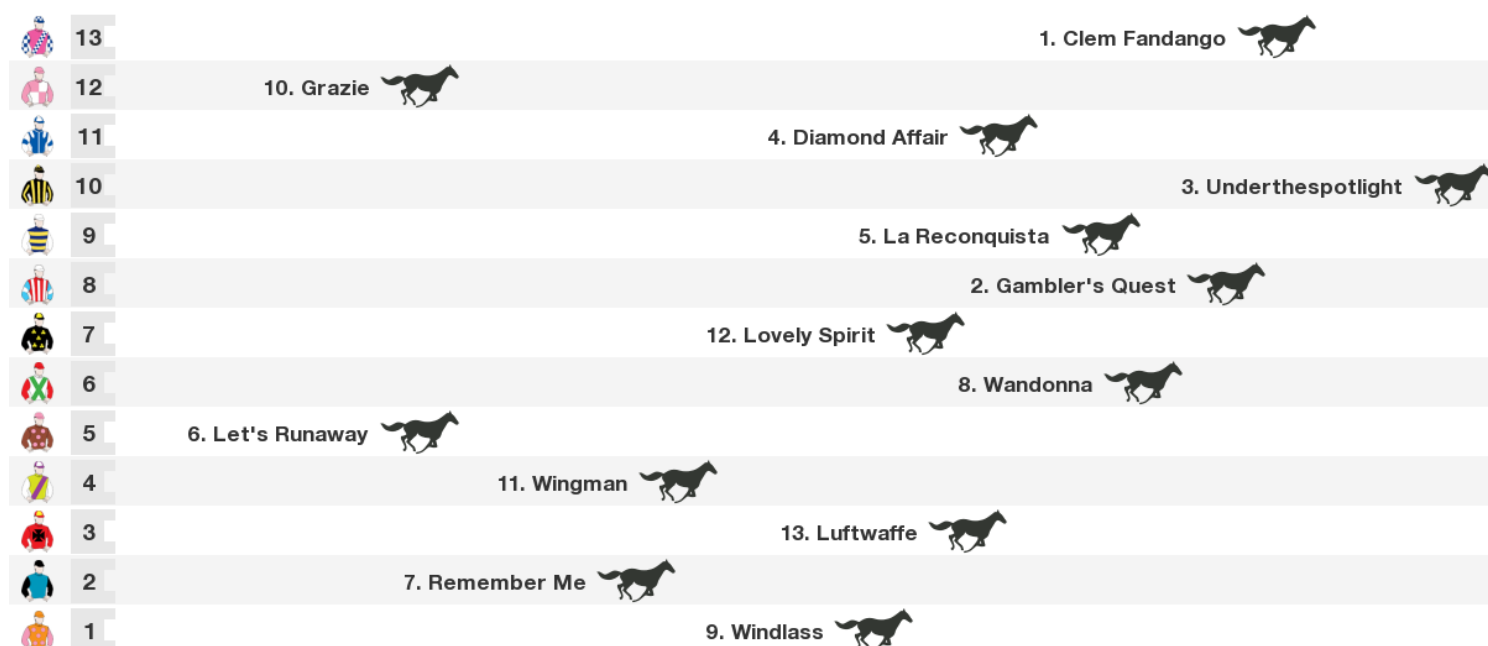 13 1. Clem Fandango
12 10. Grazie
11 4. Diamond Affair
10 3. Underthespotlight
9 5. La Reconquista
8 2. Gambler's Quest
7 12. Lovely Spirit
6 8. Wandonna
5 6. Let's Runaway
4 11. Wingman
3 13. Luftwaffe
2 7. Remember Me
1 9. Windlass